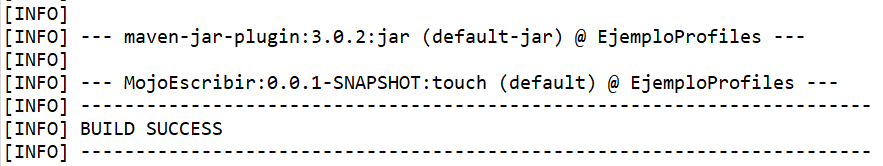 [INFO]
[INFO] --- maven-jar-plugin:3.0.2:jar (default-jar) @ EjemploProfiles ---
[INFO]
[INFO] --- MojoEscribir:0.0.1-SNAPSHOT:touch (default) @ EjemploProfiles ---
[INFO] ------------------------------------------------------------------------
[INFO] BUILD SUCCESS
[INFO] ------------------------------------------------------------------------